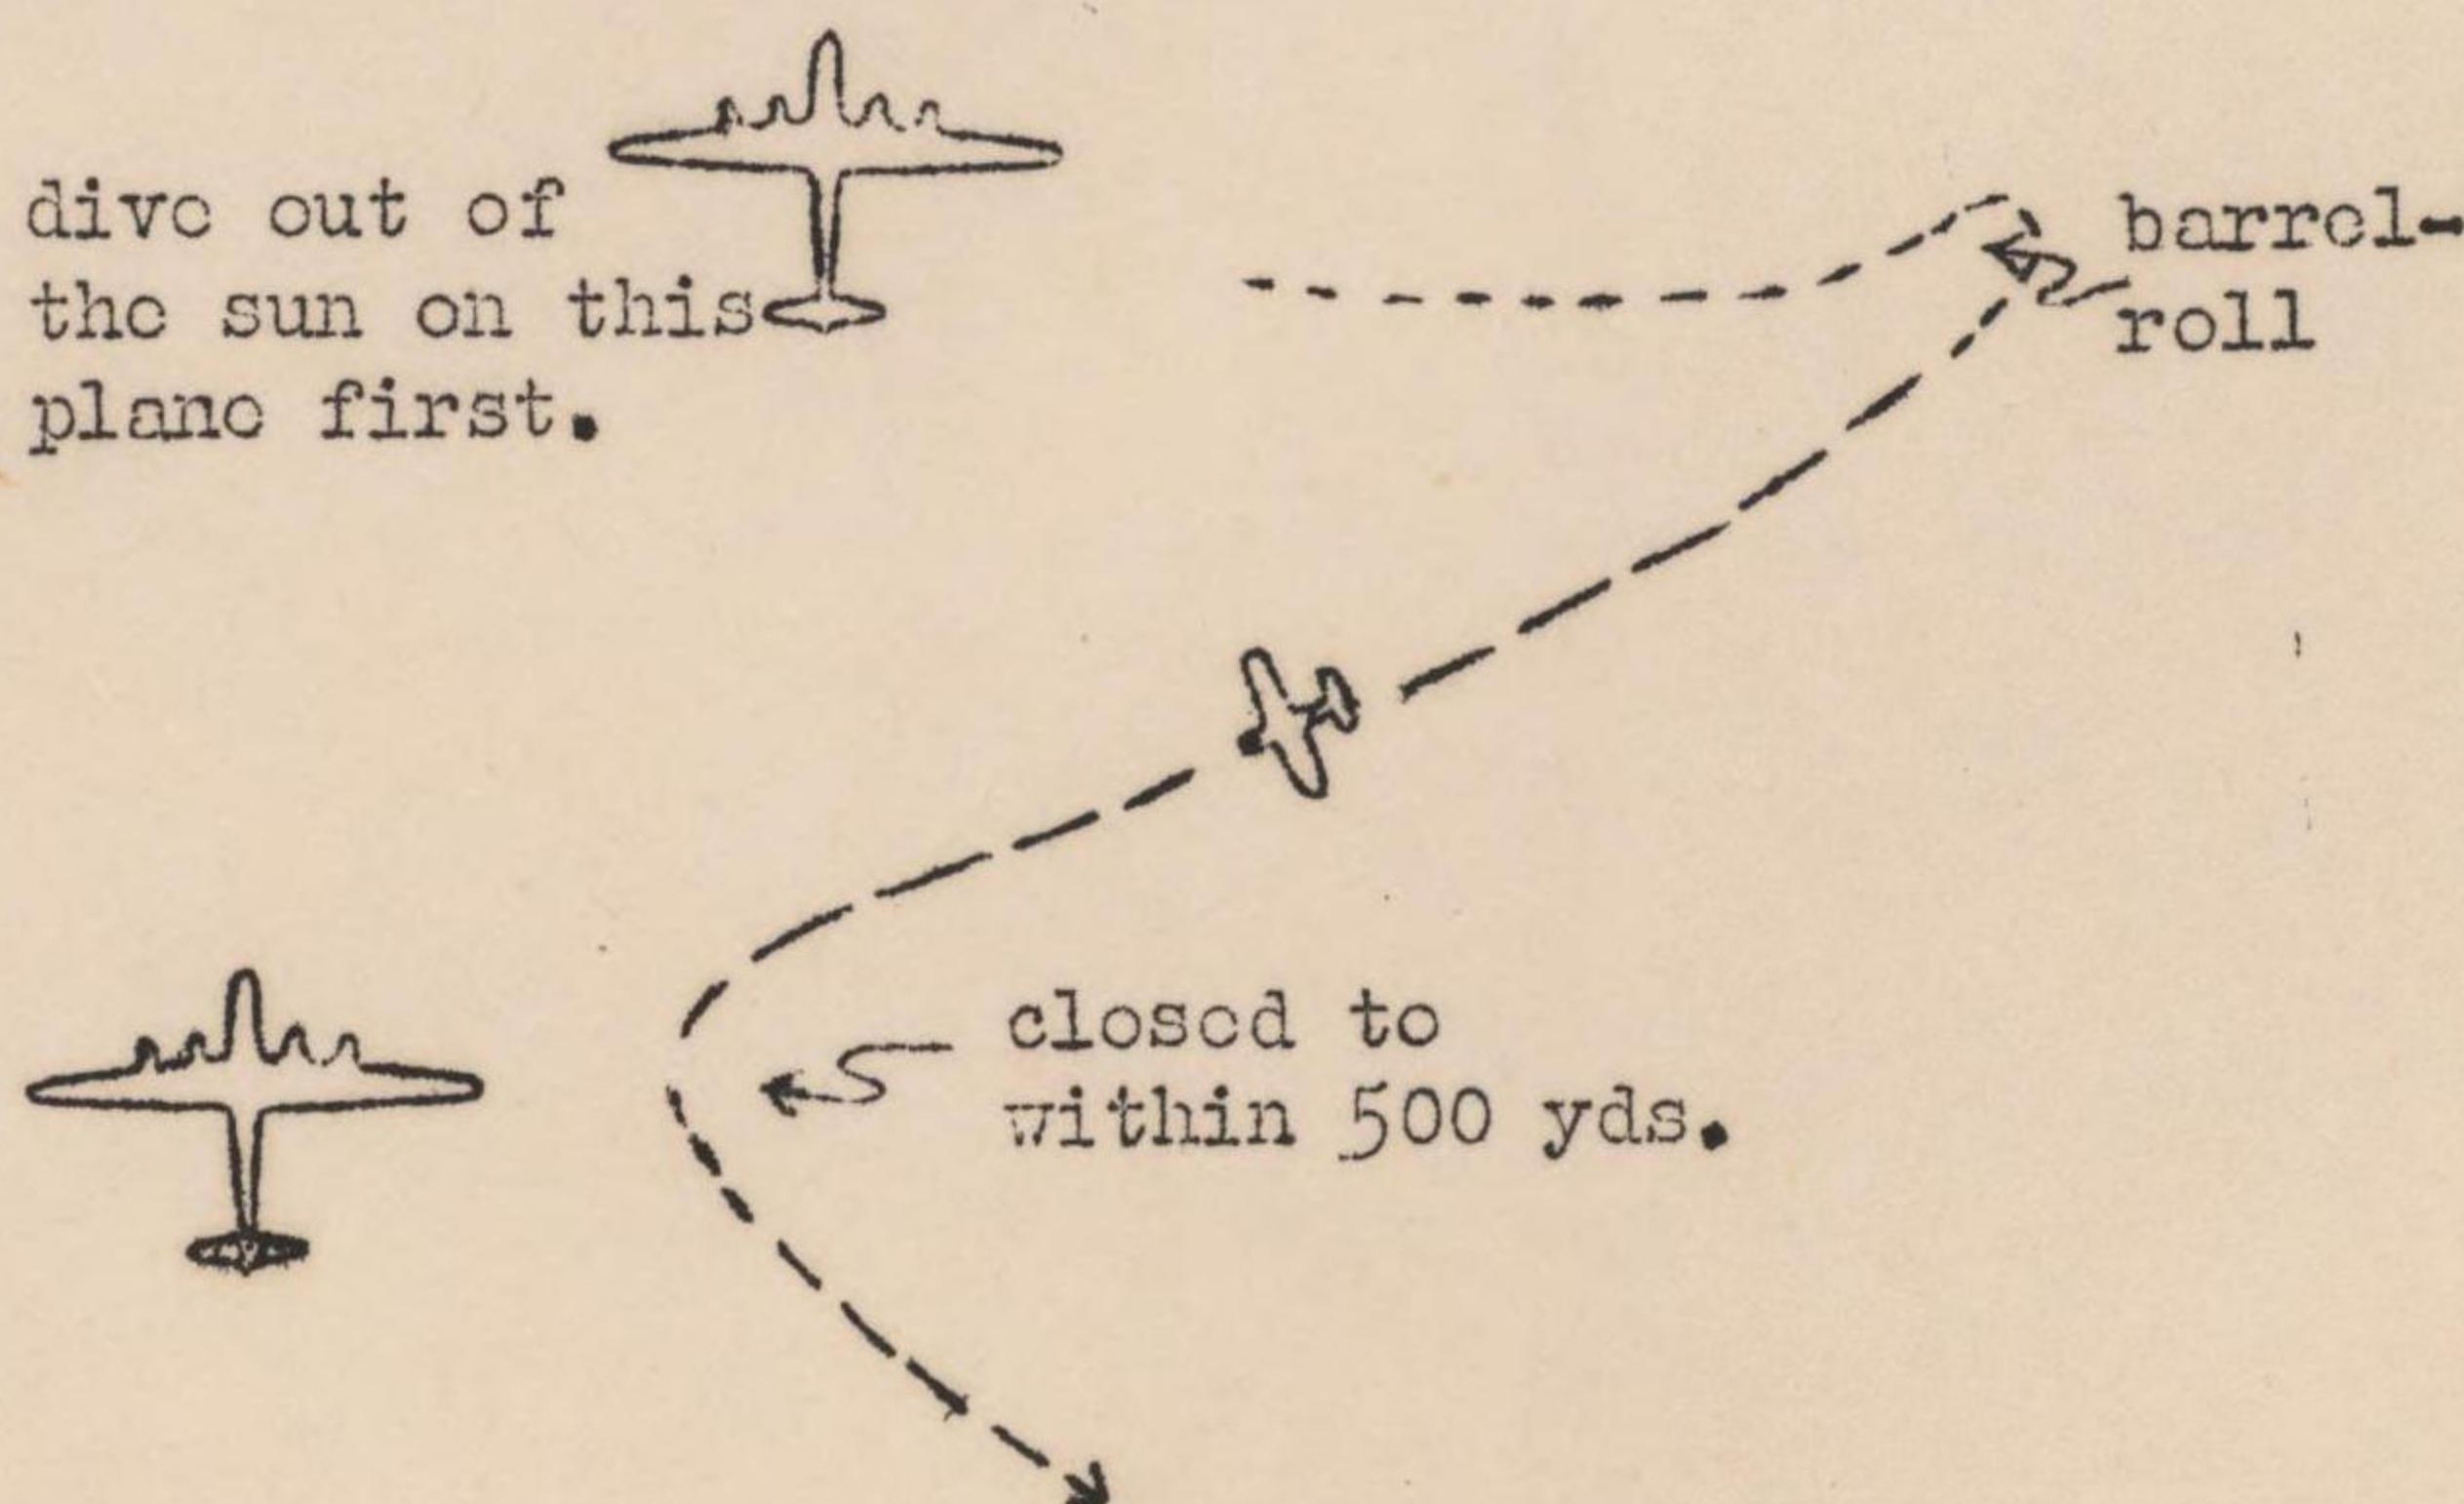 dive out of
the sun on this
plane first.
barrel-
roll
closed to
within 500 yds.